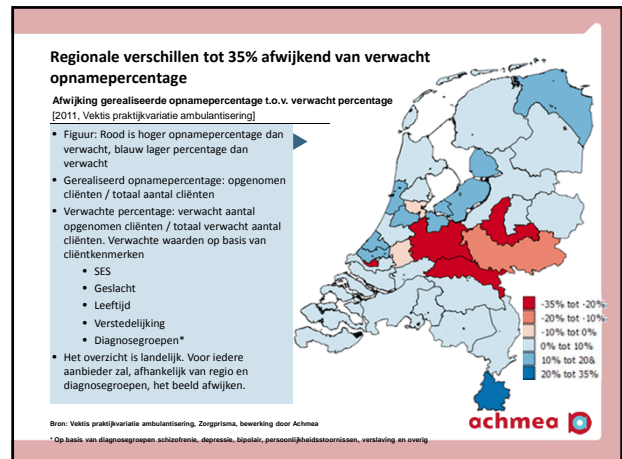 Regionale verschillen tot 35% afwijkend van verwacht
opnamepercentage
Afwijking gerealiseerde opnamepercentage t.o.v. verwacht percentage
[2011, Vektis praktijkvariatie ambulantisering]
• Figuur: Rood is hoger opnamepercentage dan
verwacht, blauw lager percentage dan
verwacht
• Gerealiseerd opnamepercentage: opgenomen
cliënten / totaal aantal cliënten
• Verwachte percentage: verwacht aantal
opgenomen cliënten / totaal verwacht aantal
cliënten. Verwachte waarden op basis van
cliëntkenmerken
• SES
• Geslacht
• Leeftijd
• Verstedelijking
• Diagnosegroepen*
• Het overzicht is landelijk. Voor iedere
aanbieder zal, afhankelijk van regio en
diagnosegroepen, het beeld afwijken.
-35% tot -20%
-20% tot -10%
-10% tot 0%
0% tot 10%
10% tot 20&
20% tot 35%
Bron: Vektis praktijkvariatie ambulantisering, Zorgprisma, bewerking door Achmea
* Op basis van diagnosegroepen schizofrenie, depressie, bipolair, persoonlijkheidsstoornissen, verslaving en overig
achmea